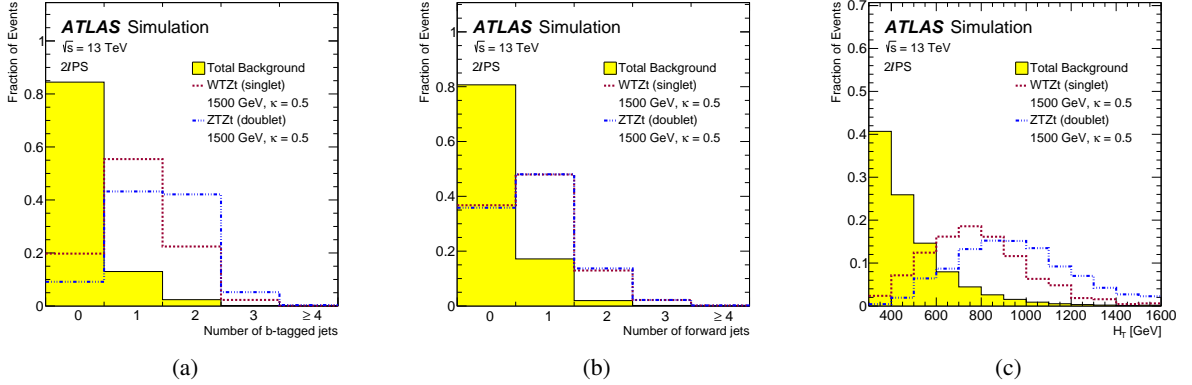 Fraction of Events
1
0.8
0.6
0.4
0.2
0
ATLAS Simulation
√s = 13 TeV
2ℓPS
Total Background
WTZt (singlet)
1500 GeV, κ = 0.5
ZTZt (doublet)
1500 GeV, κ = 0.5
0 1 2 3 ≥ 4
Number of b-tagged jets
(a)
Fraction of Events
1
0.8
0.6
0.4
0.2
0
ATLAS Simulation
√s = 13 TeV
2ℓPS
Total Background
WTZt (singlet)
1500 GeV, κ = 0.5
ZTZt (doublet)
1500 GeV, κ = 0.5
0 1 2 3 ≥ 4
Number of forward jets
(b)
Fraction of Events
0.7
0.6
0.5
0.4
0.3
0.2
0.1
0
ATLAS Simulation
√s = 13 TeV
2ℓPS
Total Background
WTZt (singlet)
1500 GeV, κ = 0.5
ZTZt (doublet)
1500 GeV, κ = 0.5
400 600 800 1000 1200 1400 1600
H_T [GeV]
(c)